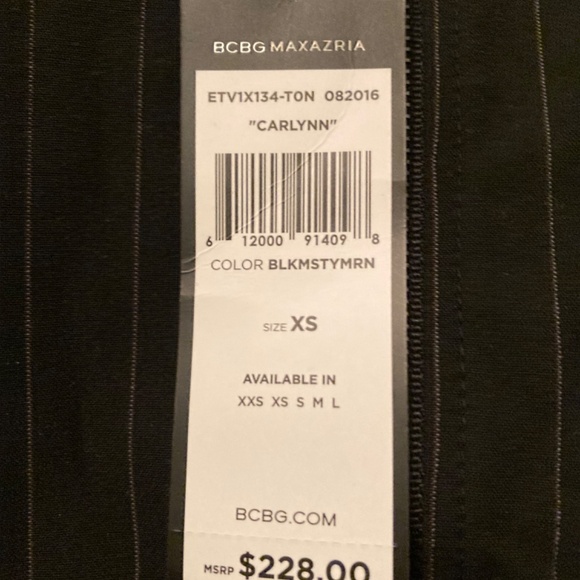 BCBG MAXAZRIA
ETV1X134-T0N 082016
"CARLYNN"
6 12000 91409 8
COLOR BLKMSTYMRN
SIZE XS
AVAILABLE IN
XXS XS S M L
BCBG.COM
MSRP $228.00